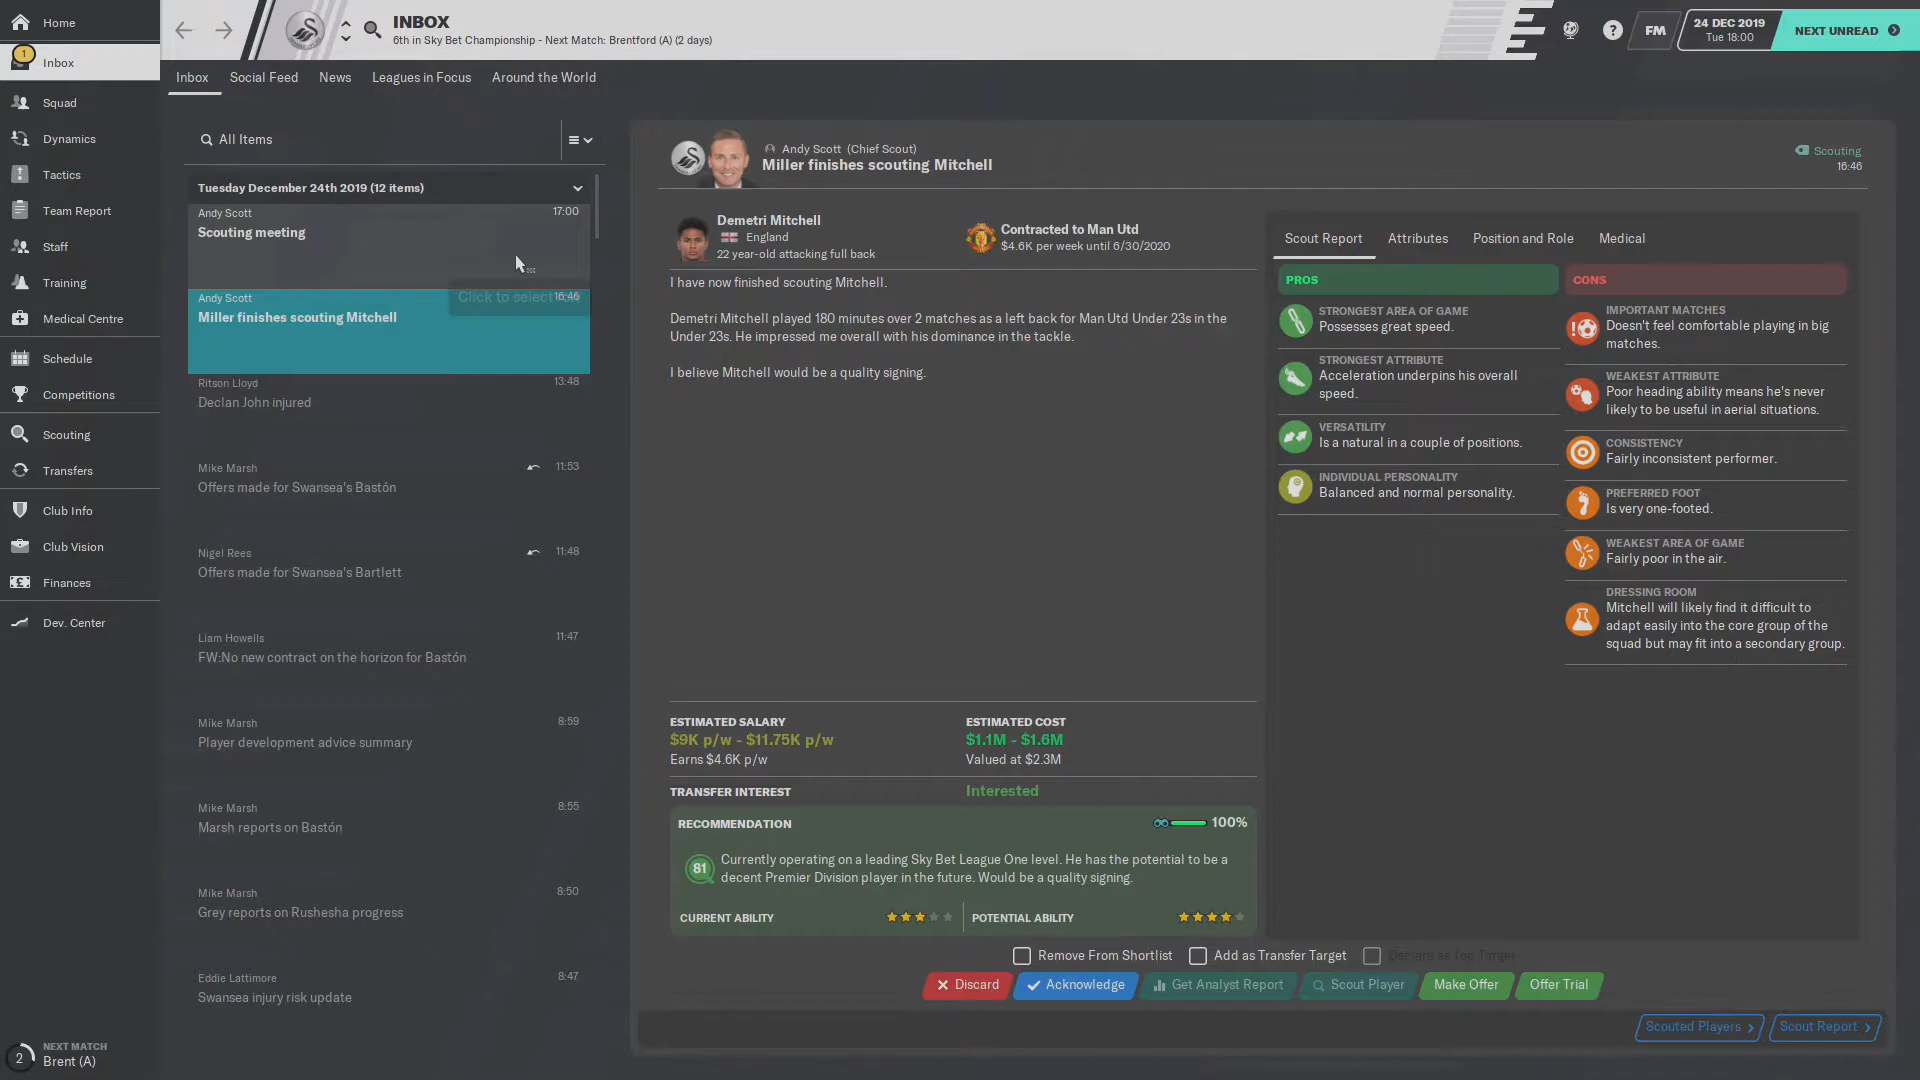 Home
1
Inbox
Squad
Dynamics
Tactics
Team Report
Staff
Training
Medical Centre
Schedule
Competitions
Scouting
Transfers
Club Info
Club Vision
Finances
Dev. Center
2
NEXT MATCH
Brent (A)
INBOX
6th in Sky Bet Championship - Next Match: Brentford (A) (2 days)
?
FM
24 DEC 2019
Tue 18:00
NEXT UNREAD
Inbox
Social Feed
News
Leagues in Focus
Around the World
All Items
Tuesday December 24th 2019 (12 items)
Andy Scott
17:00
Scouting meeting
Andy Scott
16:46
Click to select
Miller finishes scouting Mitchell
Ritson Lloyd
13:48
Declan John injured
Mike Marsh
11:53
Offers made for Swansea's Bastón
Nigel Rees
11:48
Offers made for Swansea's Bartlett
Liam Howells
11:47
FW:No new contract on the horizon for Bastón
Mike Marsh
8:59
Player development advice summary
Mike Marsh
8:55
Marsh reports on Bastón
Mike Marsh
8:50
Grey reports on Rushesha progress
Eddie Lattimore
8:47
Swansea injury risk update
Andy Scott (Chief Scout)
Miller finishes scouting Mitchell
Scouting
16:46
Demetri Mitchell
England
22 year-old attacking full back
Contracted to Man Utd
$4.6K per week until 6/30/2020
I have now finished scouting Mitchell.
Demetri Mitchell played 180 minutes over 2 matches as a left back for Man Utd Under 23s in the
Under 23s. He impressed me overall with his dominance in the tackle.
I believe Mitchell would be a quality signing.
ESTIMATED SALARY
$9K p/w - $11.75K p/w
Earns $4.6K p/w
ESTIMATED COST
$1.1M - $1.6M
Valued at $2.3M
TRANSFER INTEREST
Interested
RECOMMENDATION
100%
81
Currently operating on a leading Sky Bet League One level. He has the potential to be a
decent Premier Division player in the future. Would be a quality signing.
CURRENT ABILITY
POTENTIAL ABILITY
Scout Report
Attributes
Position and Role
Medical
PROS
STRONGEST AREA OF GAME
Possesses great speed.
STRONGEST ATTRIBUTE
Acceleration underpins his overall
speed.
VERSATILITY
Is a natural in a couple of positions.
INDIVIDUAL PERSONALITY
Balanced and normal personality.
CONS
IMPORTANT MATCHES
Doesn't feel comfortable playing in big
matches.
WEAKEST ATTRIBUTE
Poor heading ability means he's never
likely to be useful in aerial situations.
CONSISTENCY
Fairly inconsistent performer.
PREFERRED FOOT
Is very one-footed.
WEAKEST AREA OF GAME
Fairly poor in the air.
DRESSING ROOM
Mitchell will likely find it difficult to
adapt easily into the core group of the
squad but may fit into a secondary group.
Remove From Shortlist
Add as Transfer Target
Declare as Top Target
Discard
Acknowledge
Get Analyst Report
Scout Player
Make Offer
Offer Trial
Scouted Players
Scout Report